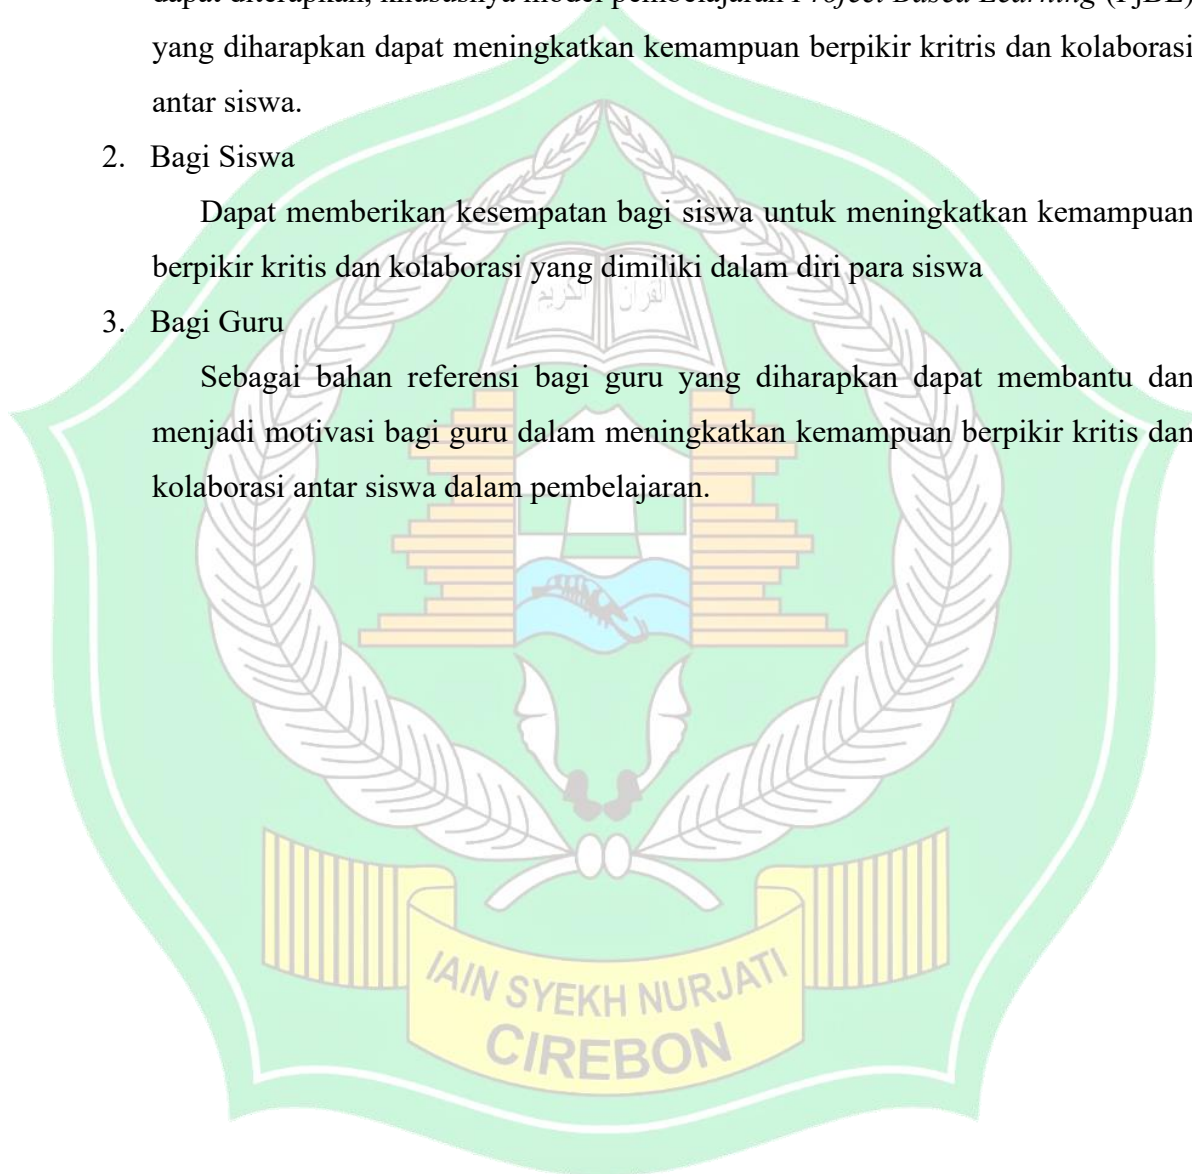 yang diharapkan dapat meningkatkan kemampuan berpikir kritris dan kolaborasi
antar siswa.
2. Bagi Siswa
Dapat memberikan kesempatan bagi siswa untuk meningkatkan kemampuan
berpikir kritis dan kolaborasi yang dimiliki dalam diri para siswa
3. Bagi Guru
Sebagai bahan referensi bagi guru yang diharapkan dapat membantu dan
menjadi motivasi bagi guru dalam meningkatkan kemampuan berpikir kritis dan
kolaborasi antar siswa dalam pembelajaran.
القرآن الكريم
IAIN SYEKH NURJATI
CIREBON